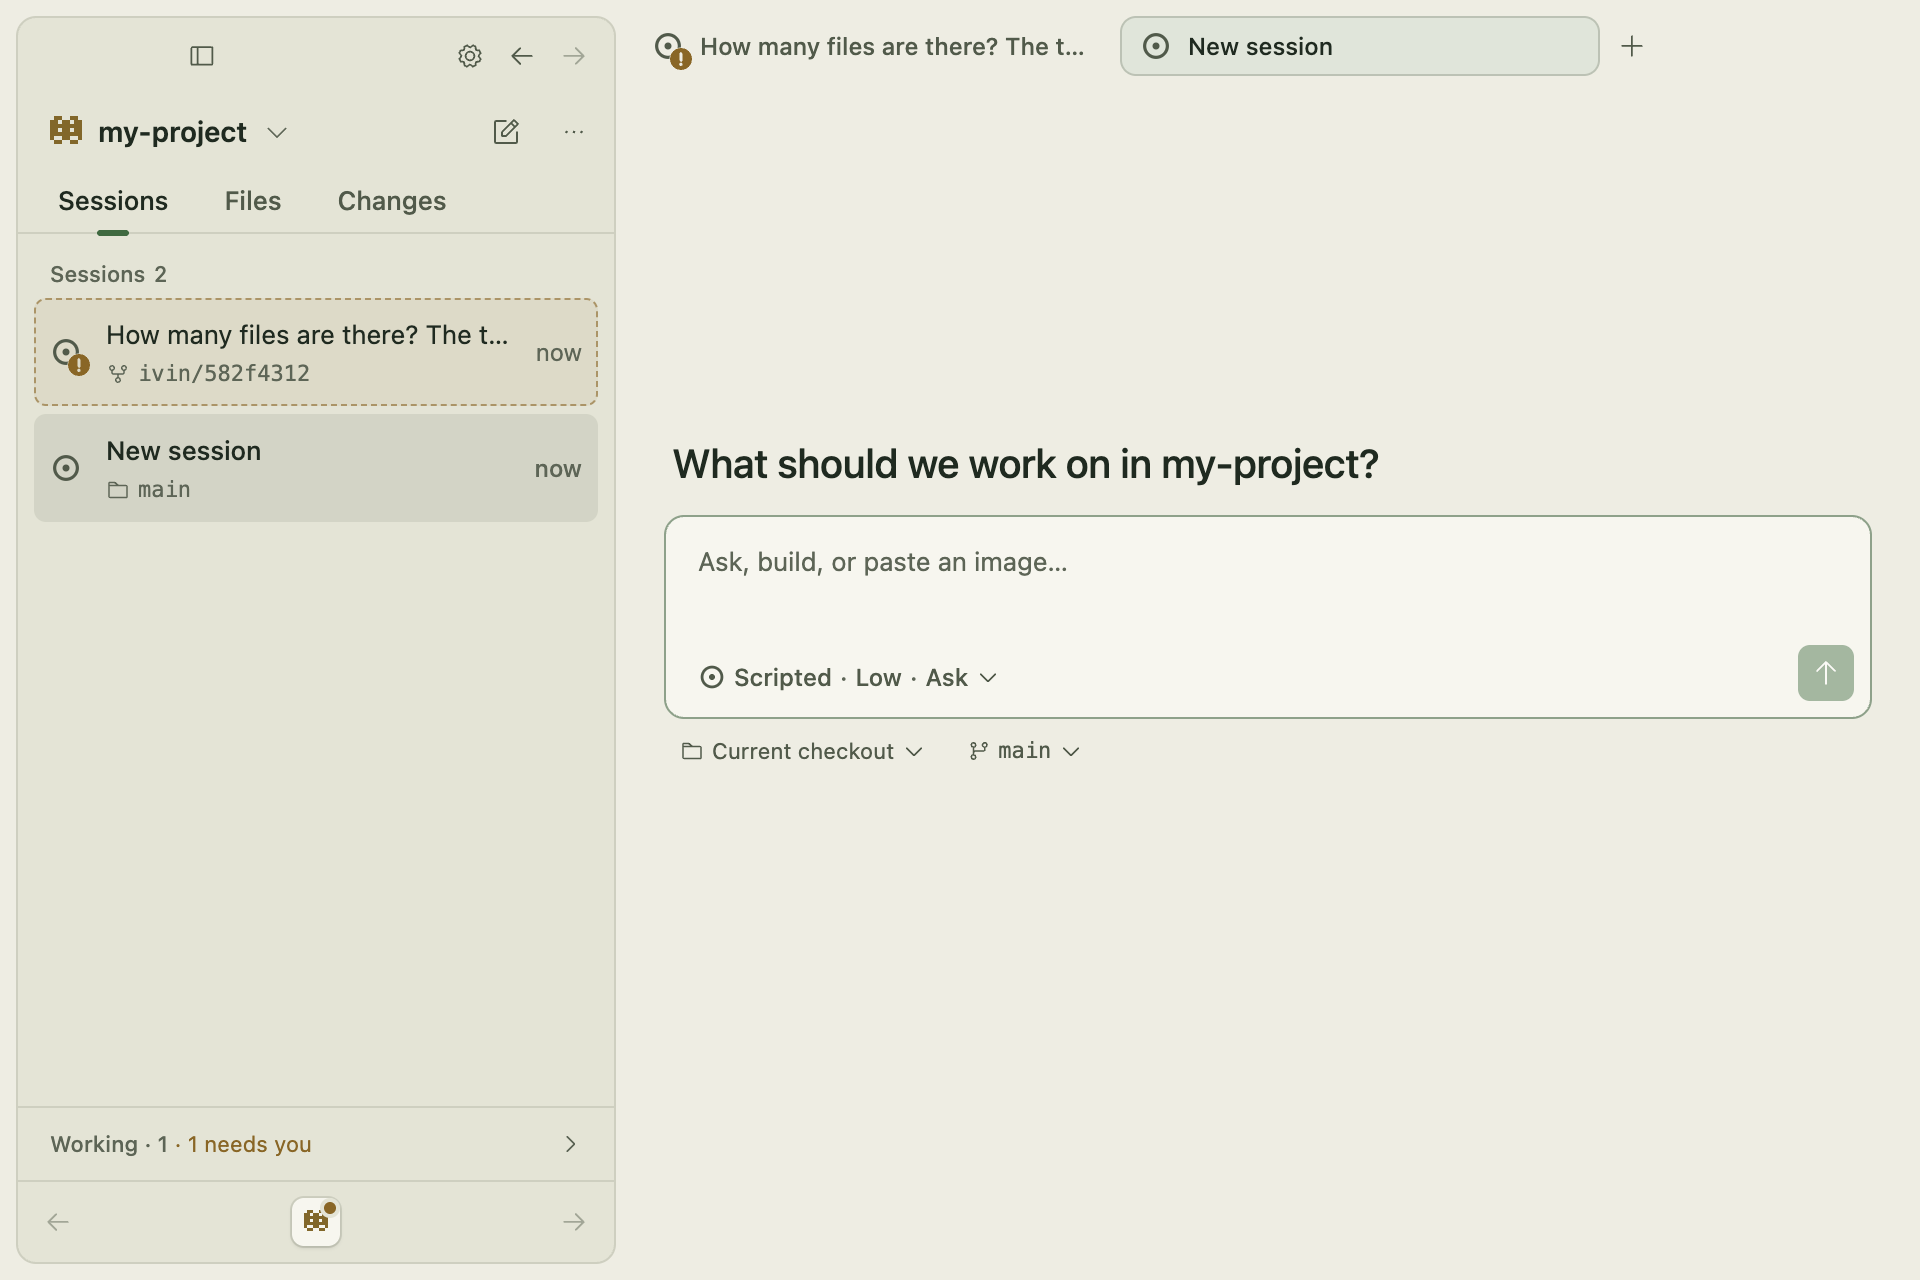 my-project
Sessions Files Changes
Sessions 2
How many files are there? The t...
ivin/582f4312
now
New session
main
now
Working · 1 · 1 needs you
How many files are there? The t...
New session
What should we work on in my-project?
Ask, build, or paste an image...
Scripted · Low · Ask
Current checkout
main